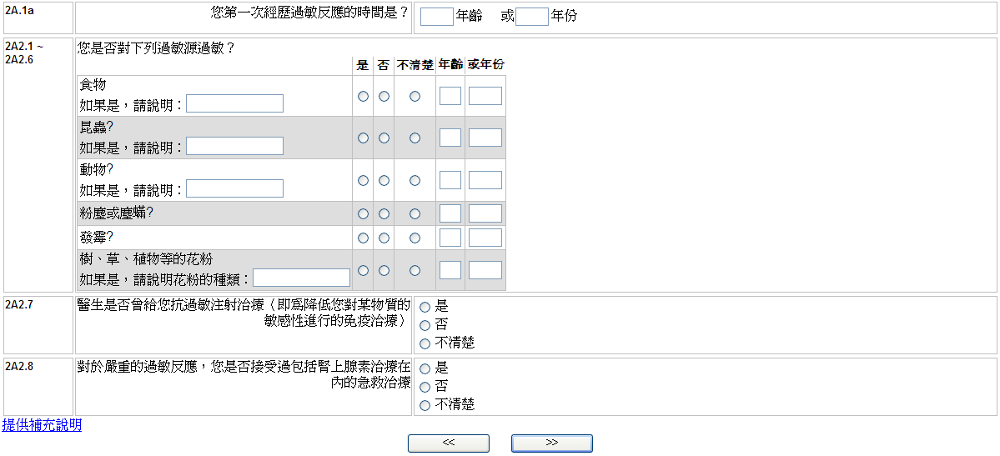 2A.1a
您第一次經歷過敏反應的時間是？
年齡 或 年份
2A2.1 ~
2A2.6
您是否對下列過敏源過敏？
是 否 不清楚 年齡 或年份
食物
如果是，請說明：
昆蟲?
如果是，請說明：
動物?
如果是，請說明：
粉塵或塵蟎?
發霉?
樹、草、植物等的花粉
如果是，請說明花粉的種類：
2A2.7
醫生是否曾給您抗過敏注射治療（即為降低您對某物質的
敏感性進行的免疫治療）
是
否
不清楚
2A2.8
對於嚴重的過敏反應，您是否接受過包括腎上腺素治療在
內的急救治療
是
否
不清楚
提供補充說明
<< >>